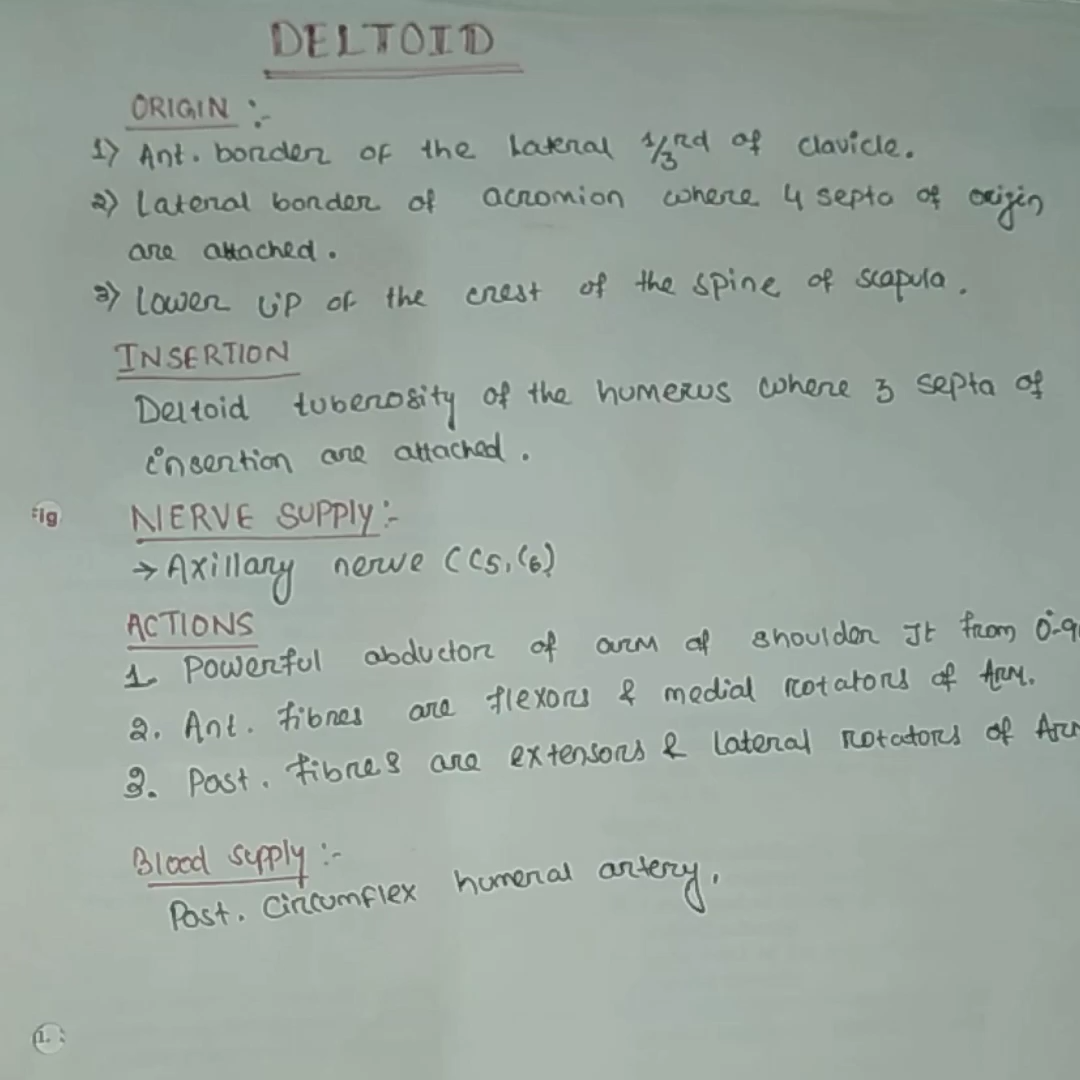 DELTOID
ORIGIN :-
1) Ant. border of the Lateral 1/3rd of clavicle.
2) Lateral border of acromion where 4 septa of origin
are attached.
3) Lower lip of the crest of the spine of scapula.
INSERTION
Deltoid tuberosity of the humerus where 3 septa of
insertion are attached.
NERVE SUPPLY :-
→ Axillary nerve (C5, C6)
ACTIONS
1. Powerful abductor of arm of shoulder Jt from 0-9
2. Ant. fibres are flexors & medial rotators of Arm.
3. Post. fibres are extensors & lateral rotators of Arm
Blood supply :-
Post. Circumflex humeral artery.
1.